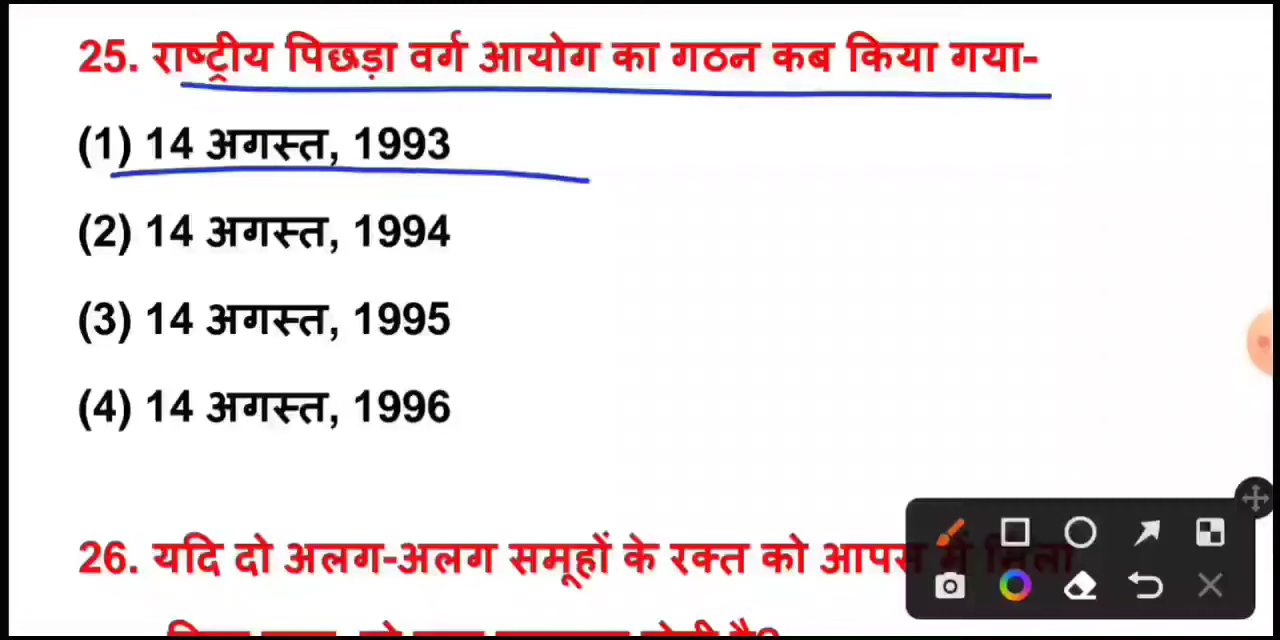 25. राष्ट्रीय पिछड़ा वर्ग आयोग का गठन कब किया गया-
(1) 14 अगस्त, 1993
(2) 14 अगस्त, 1994
(3) 14 अगस्त, 1995
(4) 14 अगस्त, 1996
26. यदि दो अलग-अलग समूहों के रक्त को आपस में मिला